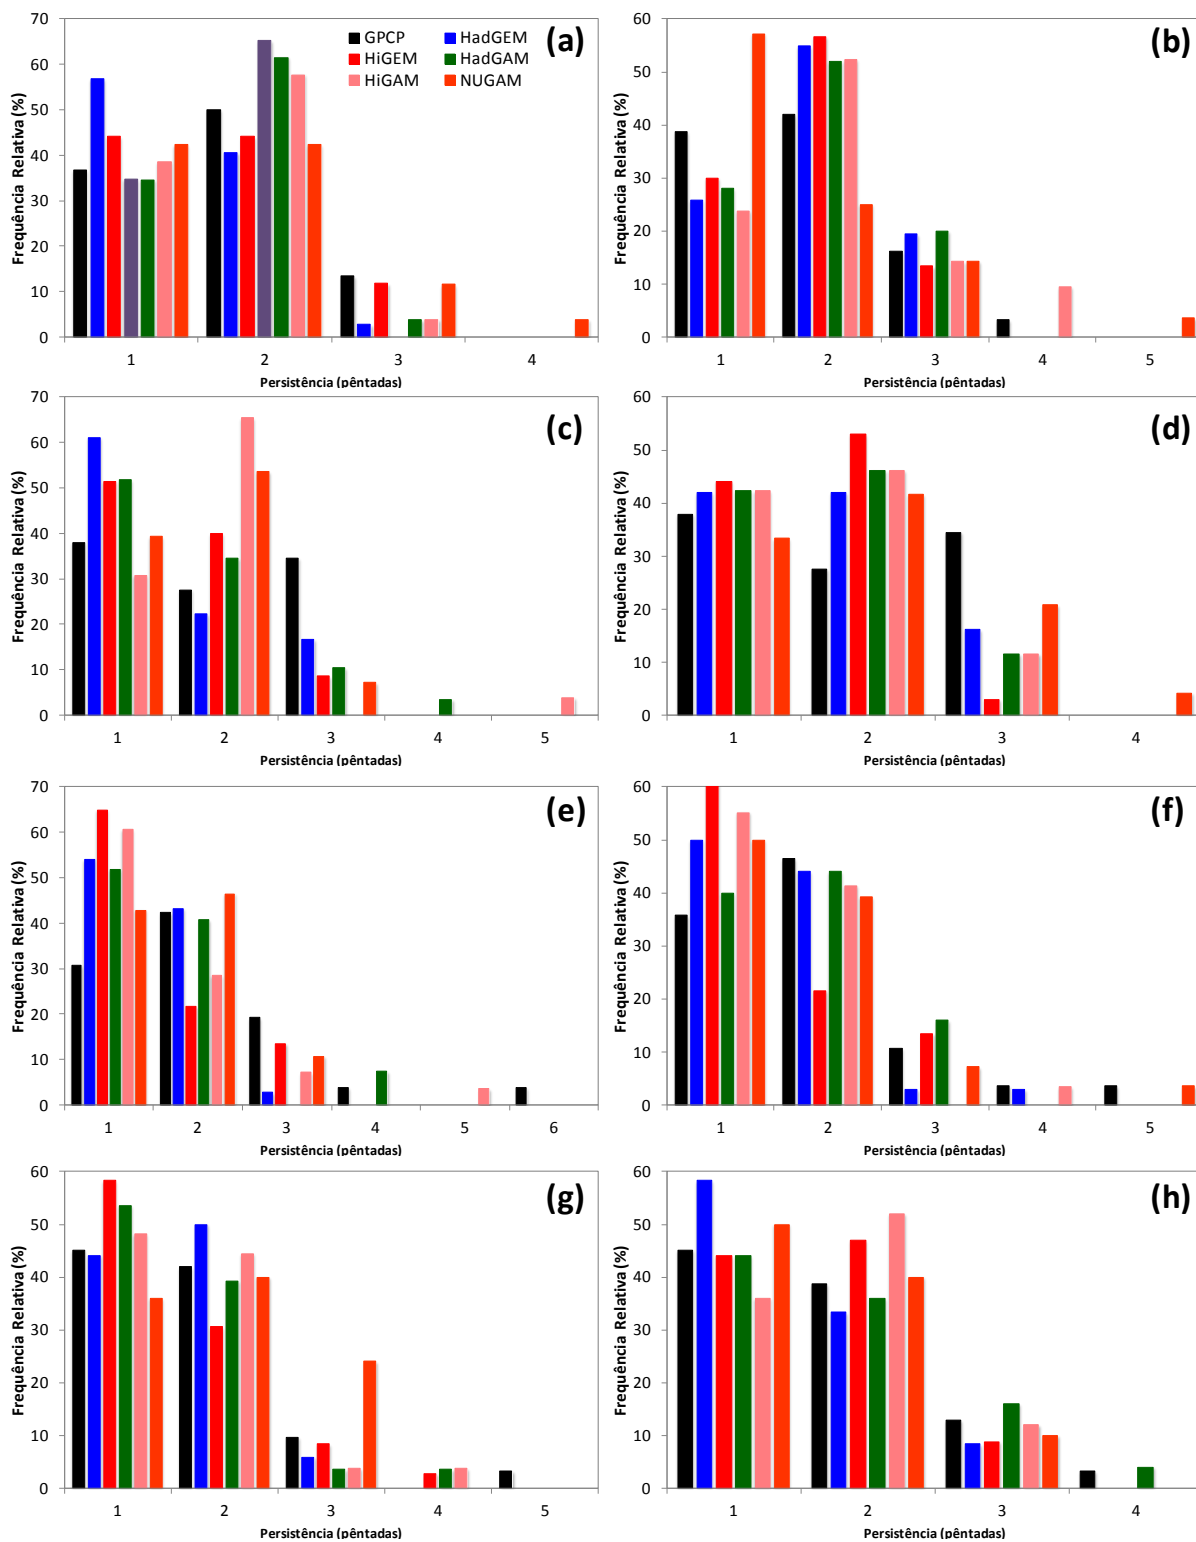 70
60
50
40
30
20
10
0
Frequência Relativa (%)
GPCP HadGEM
HiGEM HadGAM
HiGAM NUGAM
(a)
1 2 3 4
Persistência (pêntadas)
60
50
40
30
20
10
0
Frequência Relativa (%)
(b)
1 2 3 4 5
Persistência (pêntadas)
70
60
50
40
30
20
10
0
Frequência Relativa (%)
(c)
1 2 3 4 5
Persistência (pêntadas)
60
50
40
30
20
10
0
Frequência Relativa (%)
(d)
1 2 3 4
Persistência (pêntadas)
70
60
50
40
30
20
10
0
Frequência Relativa (%)
(e)
1 2 3 4 5 6
Persistência (pêntadas)
60
50
40
30
20
10
0
Frequência Relativa (%)
(f)
1 2 3 4 5
Persistência (pêntadas)
60
50
40
30
20
10
0
Frequência Relativa (%)
(g)
1 2 3 4 5
Persistência (pêntadas)
60
50
40
30
20
10
0
Frequência Relativa (%)
(h)
1 2 3 4
Persistência (pêntadas)